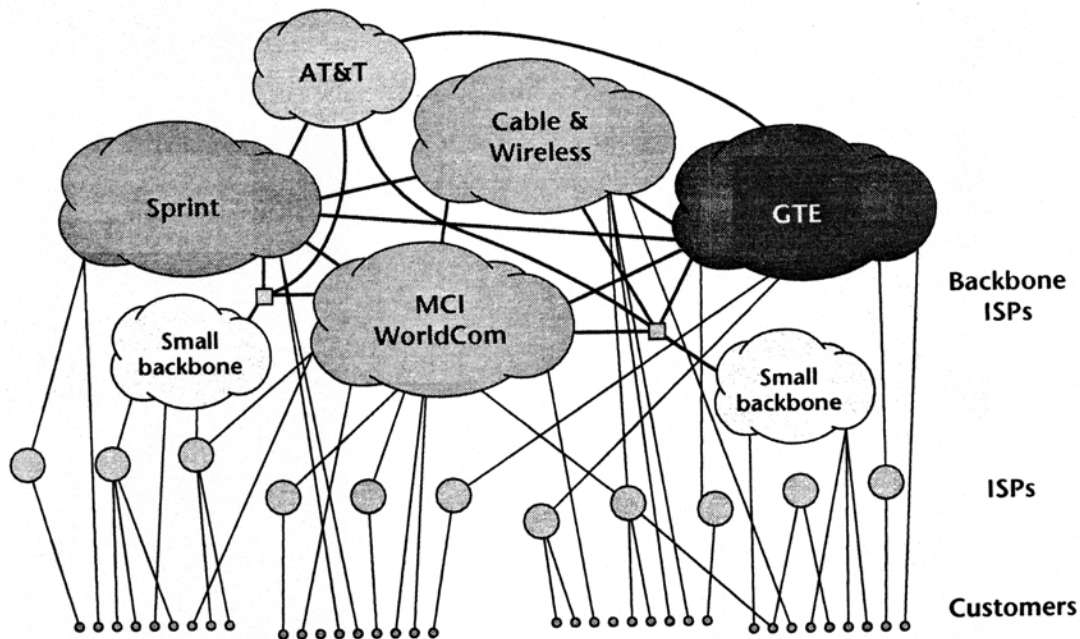 AT&T
Cable &
Wireless
Sprint
GTE
MCI
WorldCom
Backbone
ISPs
Small
backbone
Small
backbone
ISPs
Customers